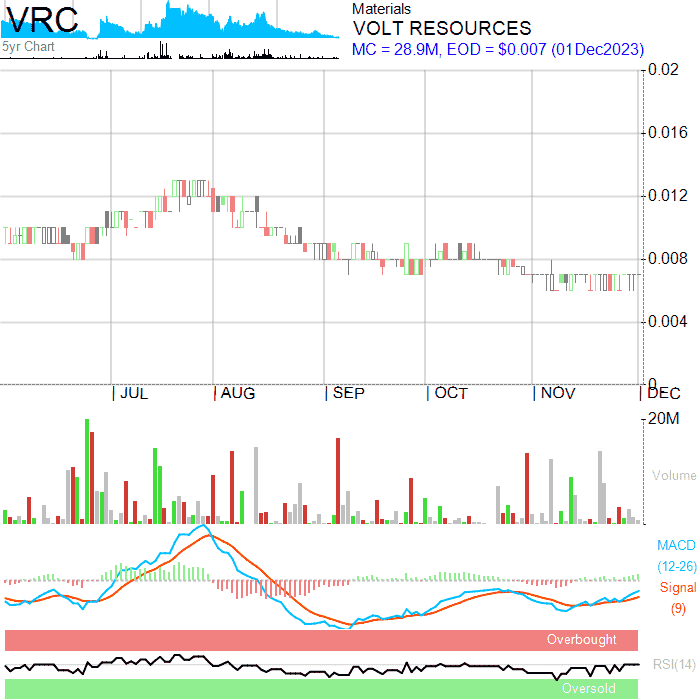 VRC
5yr Chart
Materials
VOLT RESOURCES
MC = 28.9M, EOD = $0.007 (01Dec2023)
0.02
0.016
0.012
0.008
0.004
0
JUL AUG SEP OCT NOV DEC
20M
Volume
MACD
(12-26)
Signal
(9)
Overbought
RSI(14)
Oversold